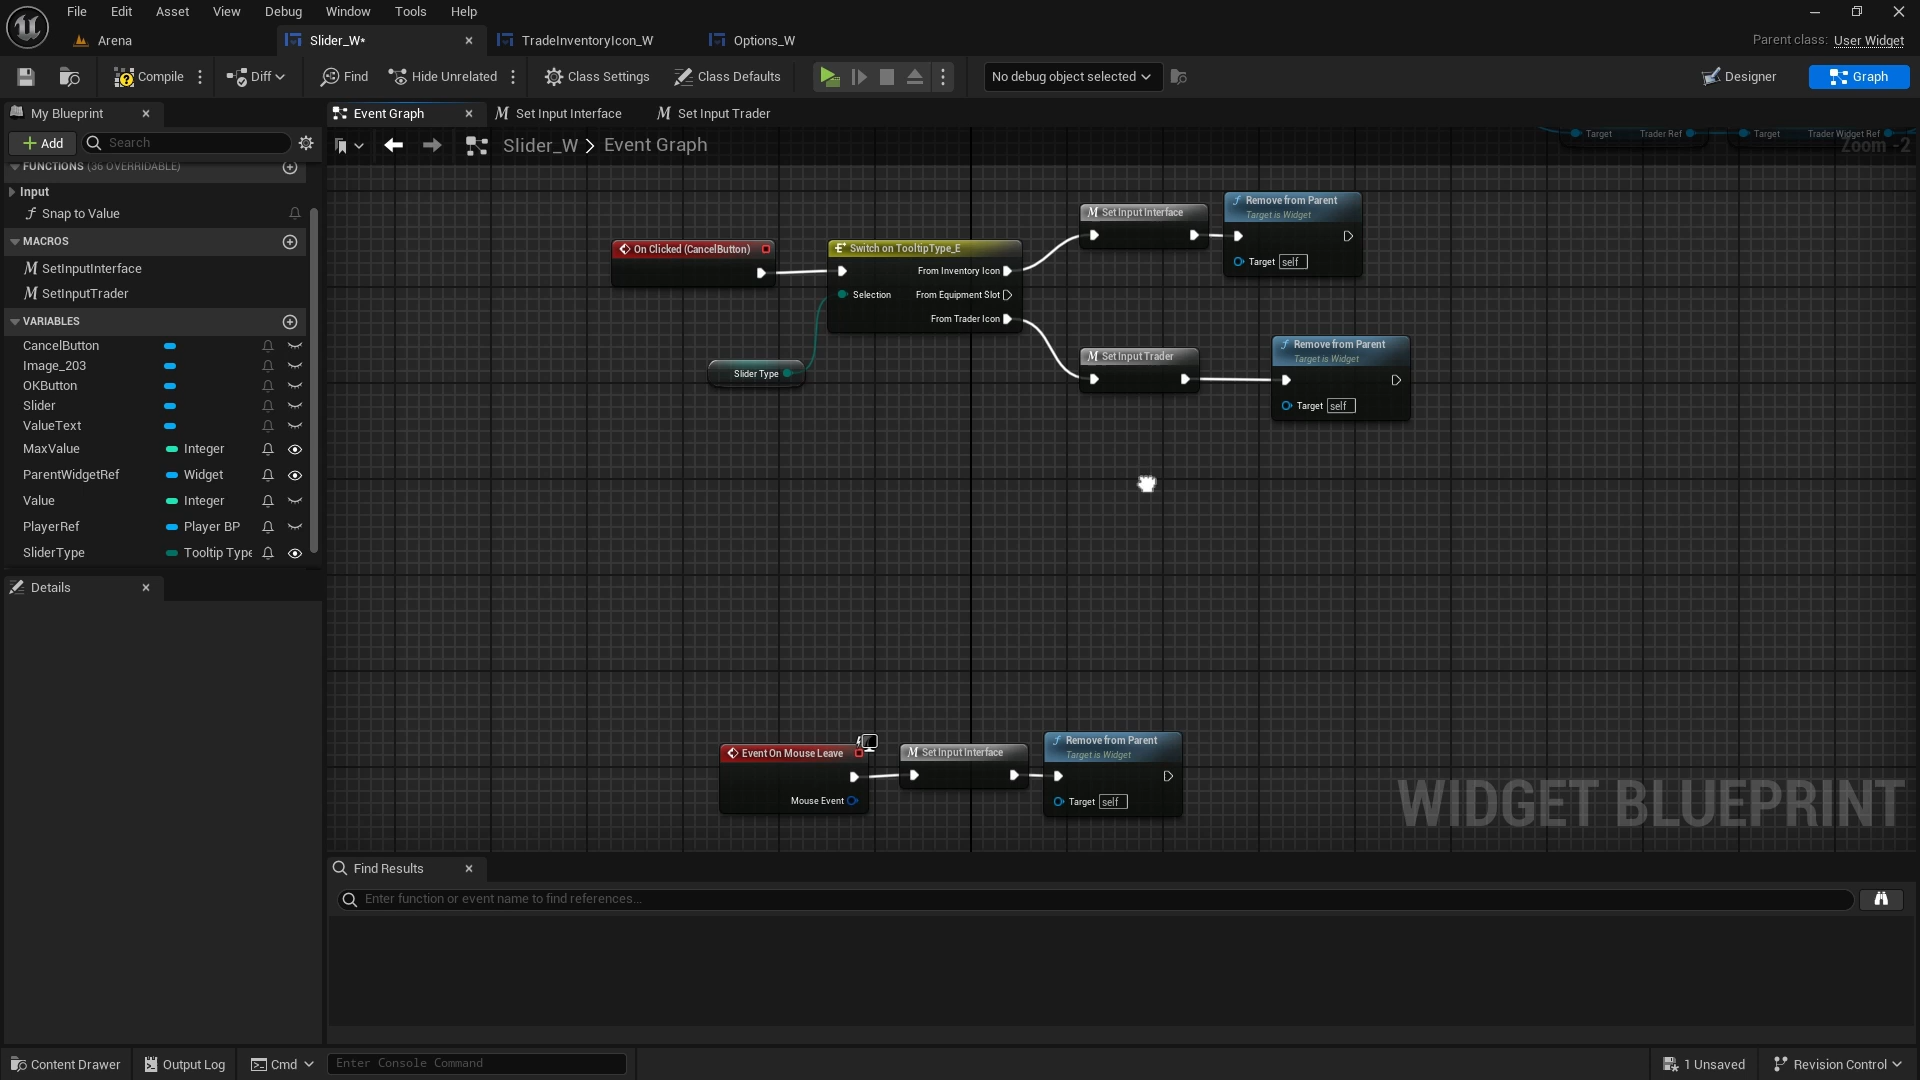 File Edit Asset View Window Debug Tools Help
Arena
Slider_W*
TradeInventoryIcon_W
Options_W
Parent class: User Widget
Compile
Diff
Find
Hide Unrelated
Class Settings
Class Defaults
No debug object selected
Designer
Graph
My Blueprint
Event Graph
Set Input Interface
Set Input Trader
Add
Search
Slider_W > Event Graph
Zoom -2
Target Trader Ref
Target Trader Widget Ref
FUNCTIONS (36 OVERRIDABLE)
Input
Snap to Value
MACROS
SetInputInterface
SetInputTrader
VARIABLES
CancelButton
Image_203
OKButton
Slider
ValueText
MaxValue Integer
ParentWidgetRef Widget
Value Integer
PlayerRef Player BP
SliderType Tooltip Type
Details
On Clicked (CancelButton)
Switch on TooltipType_E
From Inventory Icon
Selection From Equipment Slot
From Trader Icon
Slider Type
Set Input Interface
Remove from Parent
Target is Widget
Target self
Set Input Trader
Remove from Parent
Target is Widget
Target self
Event On Mouse Leave
Mouse Event
Set Input Interface
Remove from Parent
Target is Widget
Target self
WIDGET BLUEPRINT
Find Results
Enter function or event name to find references...
Content Drawer
Output Log
Cmd
Enter Console Command
1 Unsaved
Revision Control